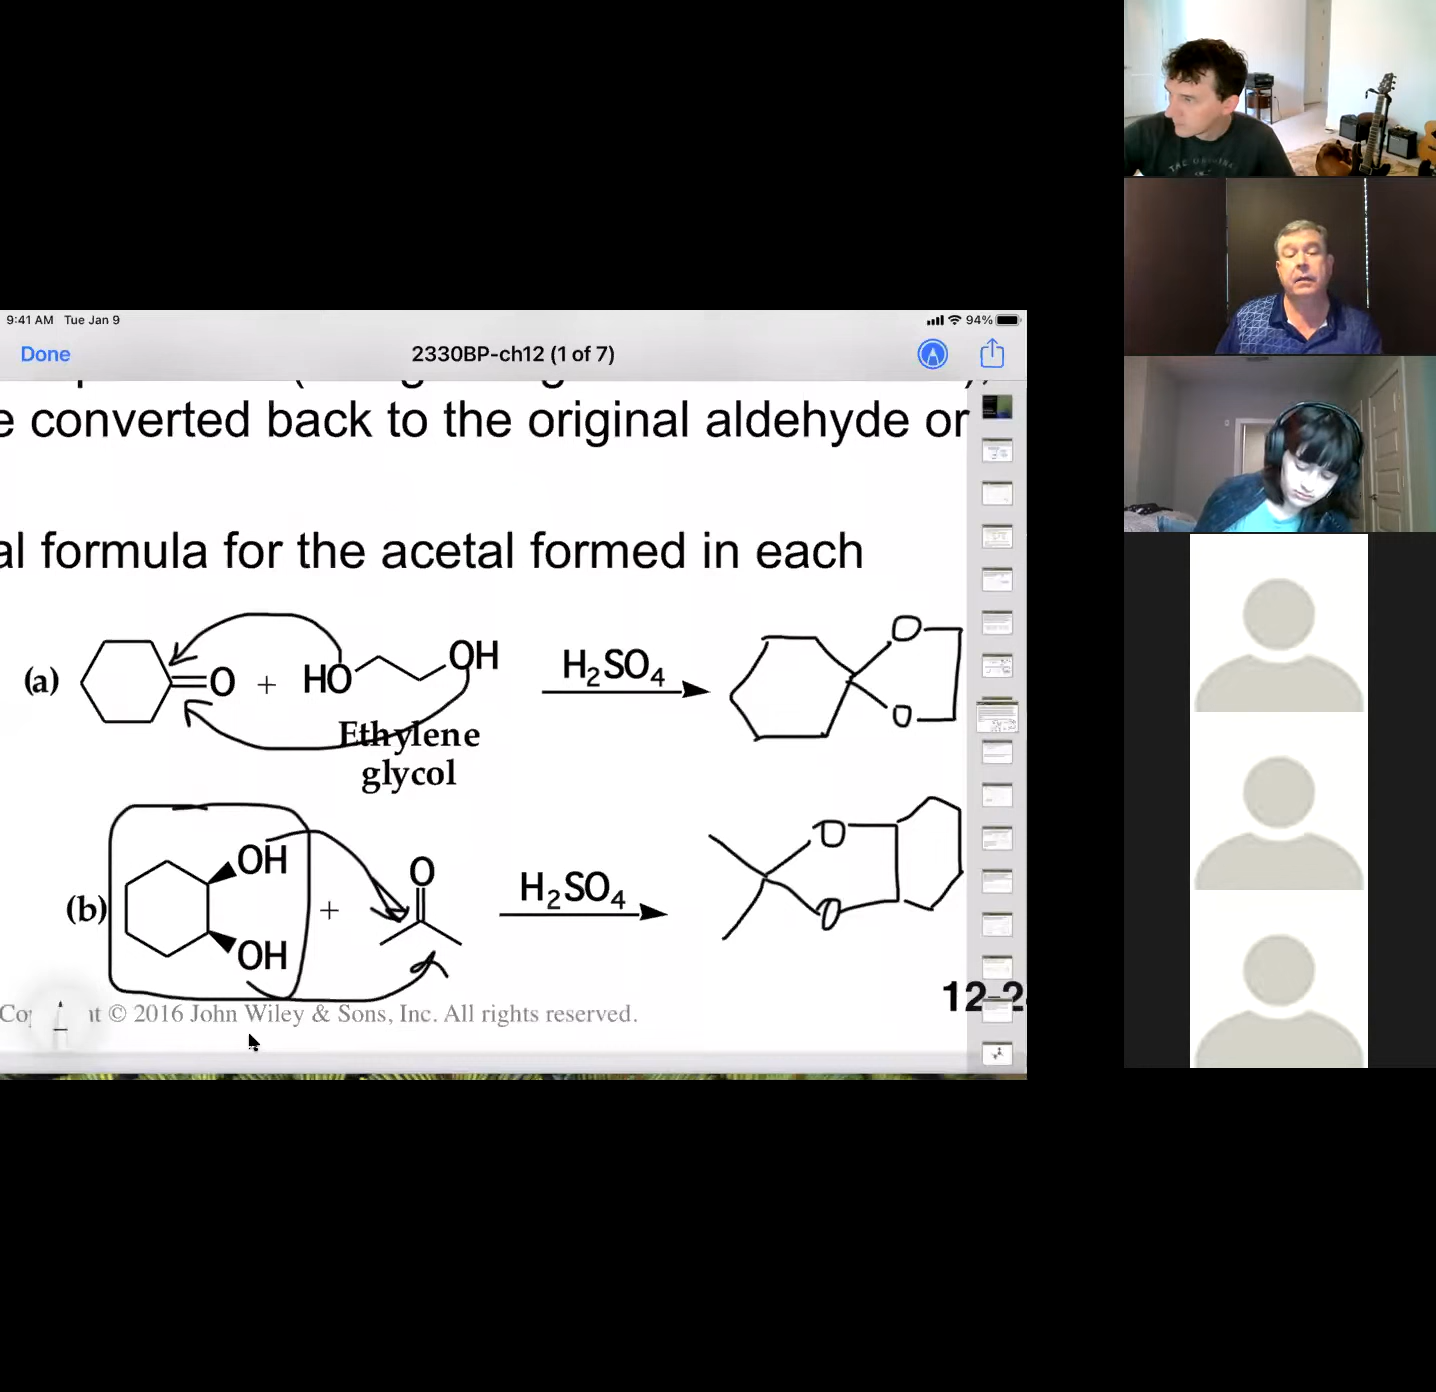 9:41 AM Tue Jan 9
94%
Done
2330BP-ch12 (1 of 7)
e converted back to the original aldehyde or
al formula for the acetal formed in each
(a) O + HO OH H2SO4 O O
Ethylene
glycol
(b) OH OH + O H2SO4 O O
© 2016 John Wiley & Sons, Inc. All rights reserved.
12-2